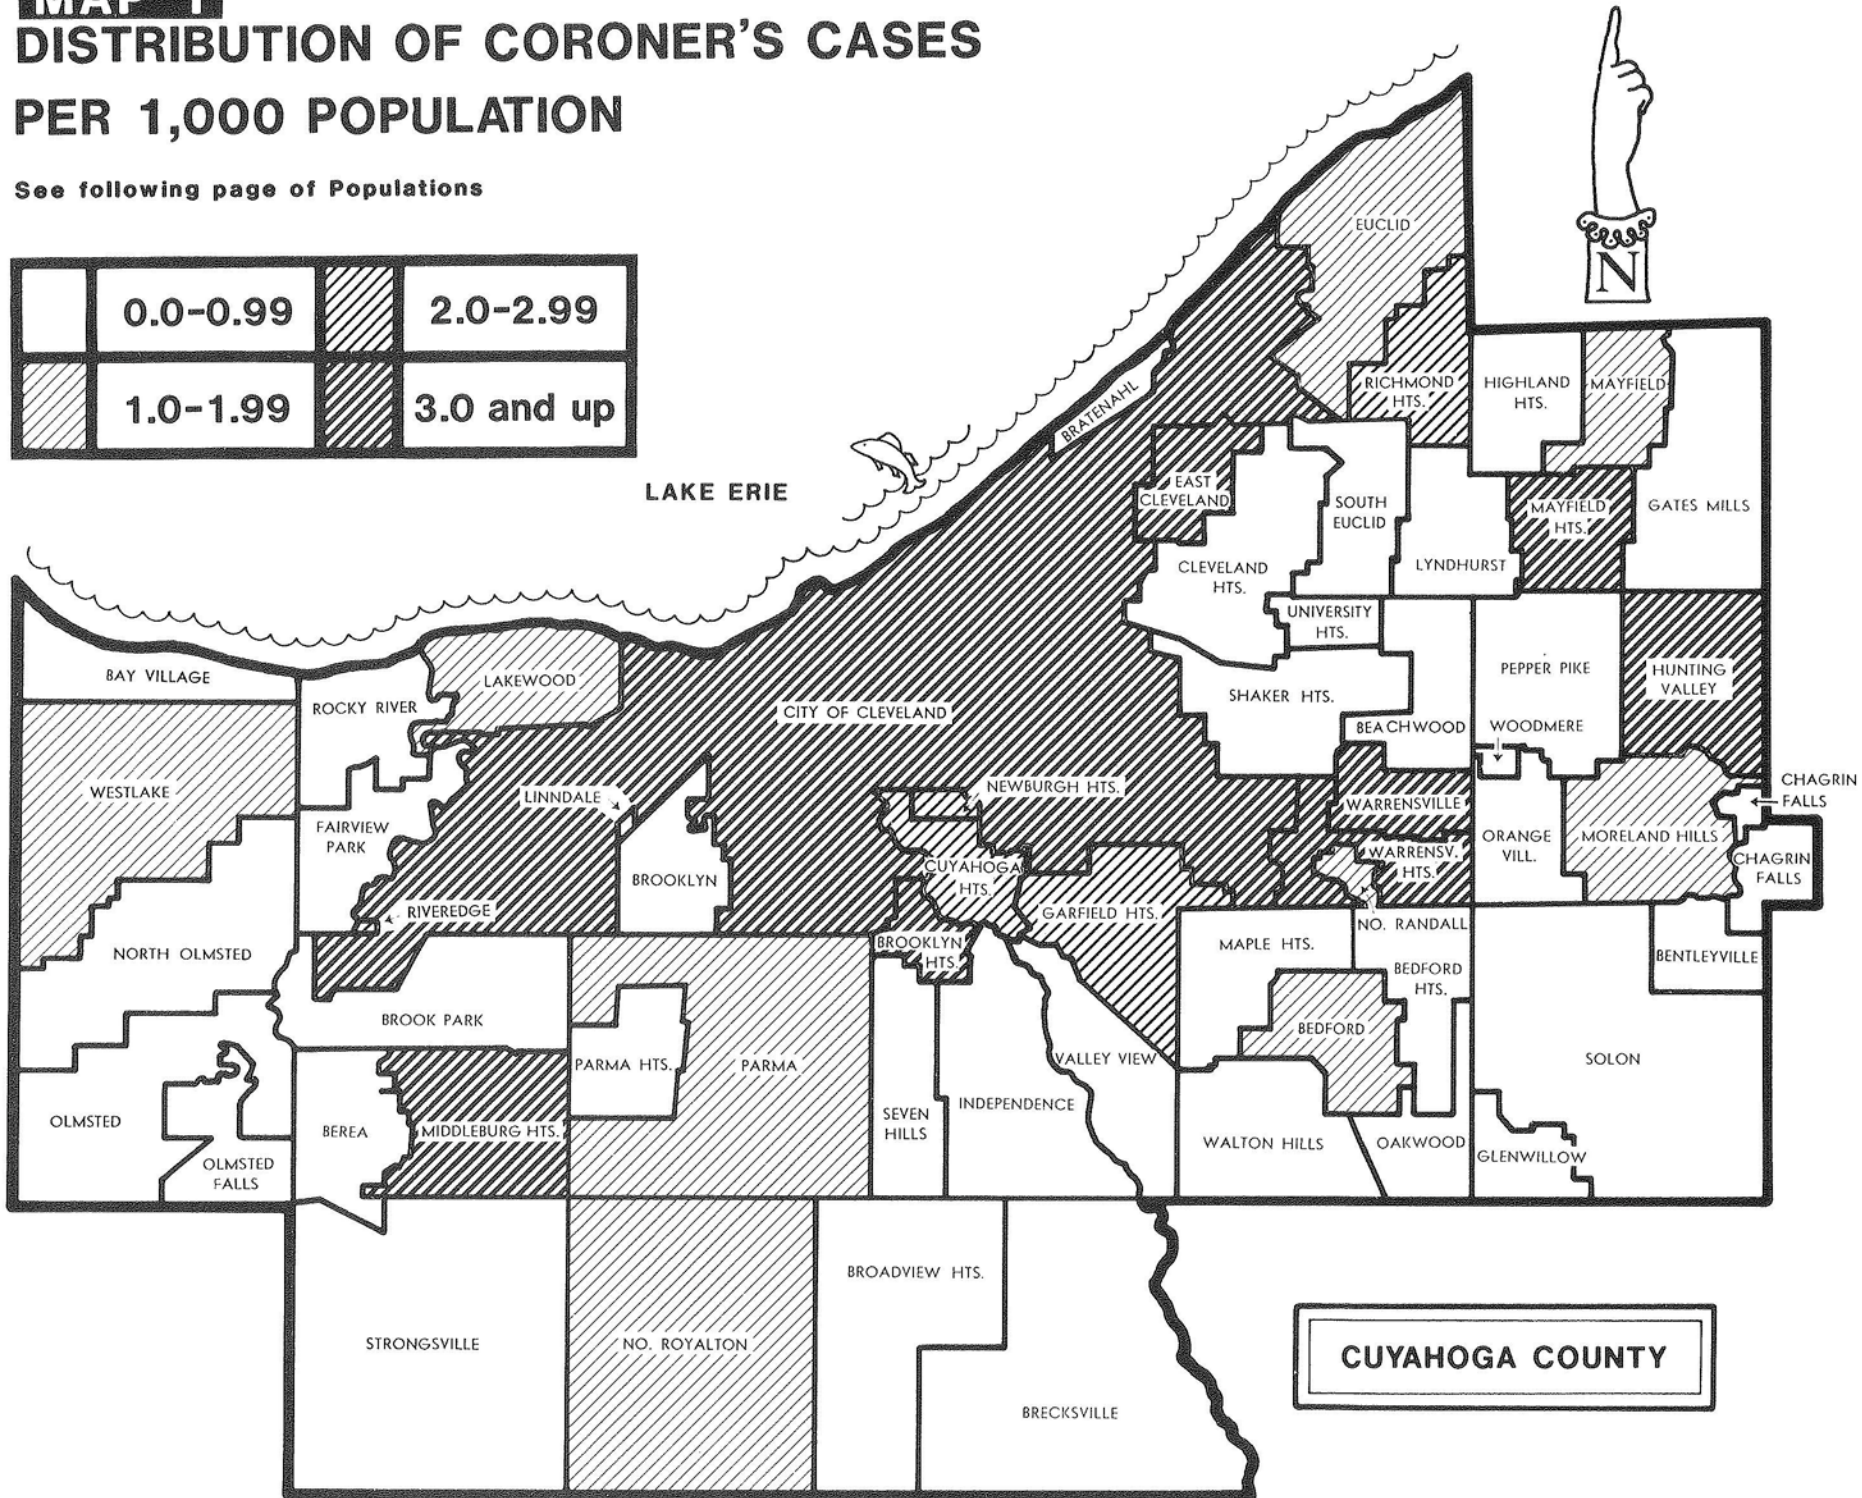 MAP 1
DISTRIBUTION OF CORONER'S CASES
PER 1,000 POPULATION
See following page of Populations
0.0-0.99
2.0-2.99
1.0-1.99
3.0 and up
N
LAKE ERIE
EUCLID
RICHMOND
HTS.
HIGHLAND
HTS.
MAYFIELD
BRATENAHL
EAST
CLEVELAND
SOUTH
EUCLID
MAYFIELD
HTS.
GATES MILLS
CLEVELAND
HTS.
LYNDHURST
UNIVERSITY
HTS.
BAY VILLAGE
ROCKY RIVER
LAKEWOOD
CITY OF CLEVELAND
SHAKER HTS.
BEACHWOOD
PEPPER PIKE
WOODMERE
HUNTING
VALLEY
WESTLAKE
LINNDALE
NEWBURGH HTS.
WARRENSVILLE
CHAGRIN
FALLS
FAIRVIEW
PARK
ORANGE
VILL.
MORELAND HILLS
BROOKLYN
CUYAHOGA
HTS.
WARRENSV.
HTS.
CHAGRIN
FALLS
RIVEREDGE
GARFIELD HTS.
NO. RANDALL
NORTH OLMSTED
BROOKLYN
HTS.
MAPLE HTS.
BEDFORD
HTS.
BENTLEYVILLE
BROOK PARK
BEDFORD
PARMA HTS.
PARMA
VALLEY VIEW
SOLON
OLMSTED
BEREA
MIDDLEBURG HTS.
SEVEN
HILLS
INDEPENDENCE
WALTON HILLS
OAKWOOD
GLENWILLOW
OLMSTED
FALLS
STRONGSVILLE
NO. ROYALTON
BROADVIEW HTS.
BRECKSVILLE
CUYAHOGA COUNTY